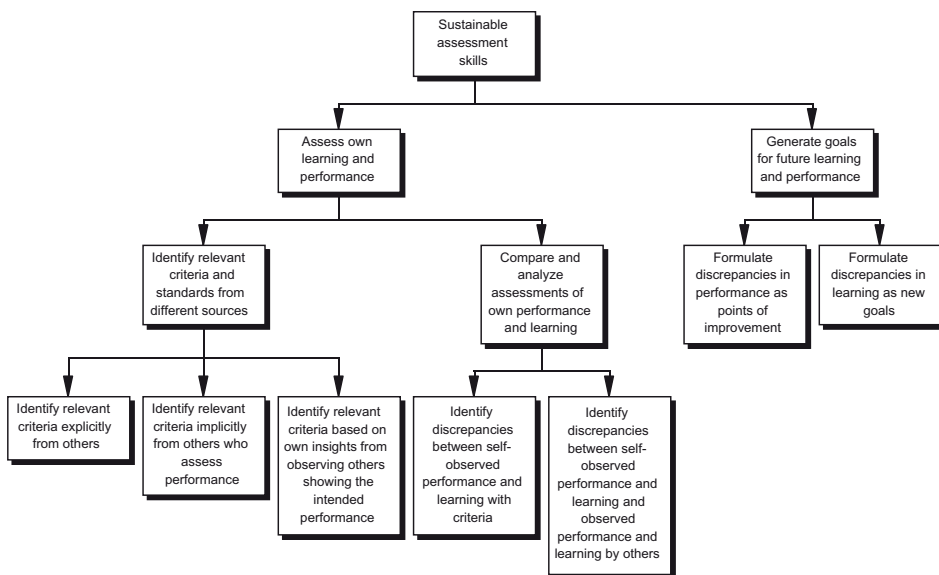 Sustainable
assessment
skills
Assess own
learning and
performance
Generate goals
for future learning
and performance
Identify relevant
criteria and
standards from
different sources
Compare and
analyze
assessments of
own performance
and learning
Formulate
discrepancies in
performance as
points of
improvement
Formulate
discrepancies in
learning as new
goals
Identify relevant
criteria explicitly
from others
Identify relevant
criteria implicitly
from others who
assess
performance
Identify relevant
criteria based on
own insights from
observing others
showing the
intended
performance
Identify
discrepancies
between self-
observed
performance and
learning with
criteria
Identify
discrepancies
between self-
observed
performance and
learning and
observed
performance and
learning by others